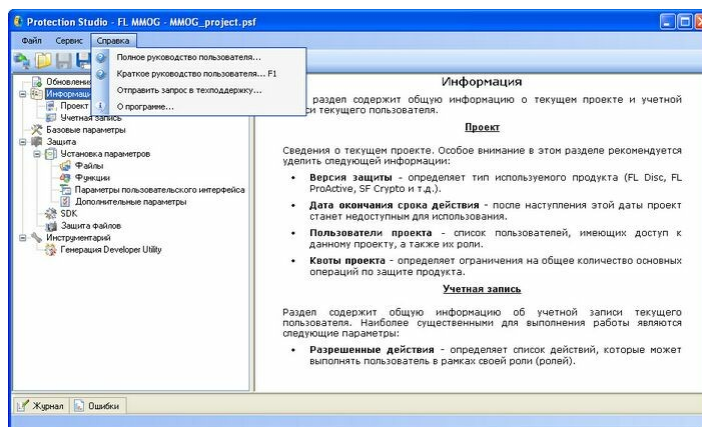 Protection Studio - FL MMOG - MMOG_project.psf
Файл Сервис Справка
Полное руководство пользователя...
Краткое руководство пользователя... F1
Отправить запрос в техподдержку...
О программе...
Проект
Учетная запись
Базовые параметры
Защита
Установка параметров
Файлы
Функции
Параметры пользовательского интерфейса
Дополнительные параметры
SDK
Защита файлов
Инструментарий
Генерация Developer Utility
Информация
раздел содержит общую информацию о текущем проекте и учетной
си текущего пользователя.
Проект
Сведения о текущем проекте. Особое внимание в этом разделе рекомендуется
уделить следующей информации:
• Версия защиты - определяет тип используемого продукта (FL Disc, FL
ProActive, SF Crypto и т.д.).
• Дата окончания срока действия - после наступления этой даты проект
станет недоступным для использования.
• Пользователи проекта - список пользователей, имеющих доступ к
данному проекту, а также их роли.
• Квоты проекта - определяет ограничения на общее количество основных
операций по защите продукта.
Учетная запись
Раздел содержит общую информацию об учетной записи текущего
пользователя. Наиболее существенными для выполнения работы являются
следующие параметры:
• Разрешенные действия - определяет список действий, которые может
выполнять пользователь в рамках своей роли (ролей).
Журнал Ошибки